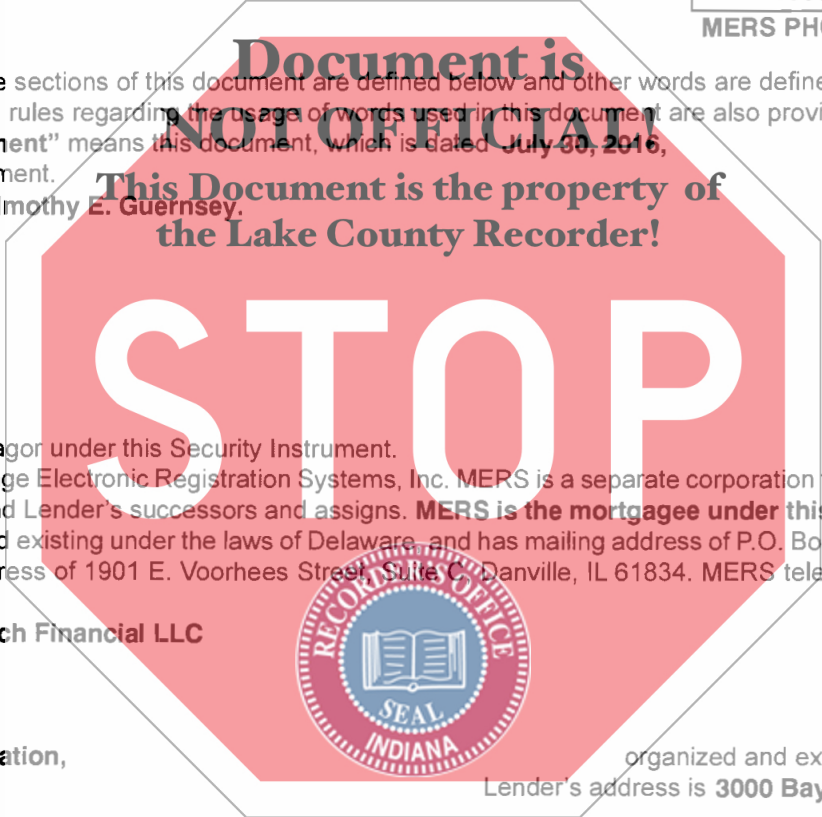 MERS PH
Document is
sections of this document are defined below and other words are define
rules regarding the usage of words used in this document are also provi
NOT OFFICIAL!
ent” means this document, which is dated July 30, 2016,
ment.
This Document is the property of
mothy E. Guernsey.
the Lake County Recorder!
STOP
gor under this Security Instrument.
ge Electronic Registration Systems, Inc. MERS is a separate corporation
d Lender's successors and assigns. MERS is the mortgagee under this
d existing under the laws of Delaware, and has mailing address of P.O. Bo
ress of 1901 E. Voorhees Street, Suite C, Danville, IL 61834. MERS tele
RECORDER'S OFFICE
ch Financial LLC
SEAL
INDIANA
ation,
organized and ex
Lender's address is 3000 Bay